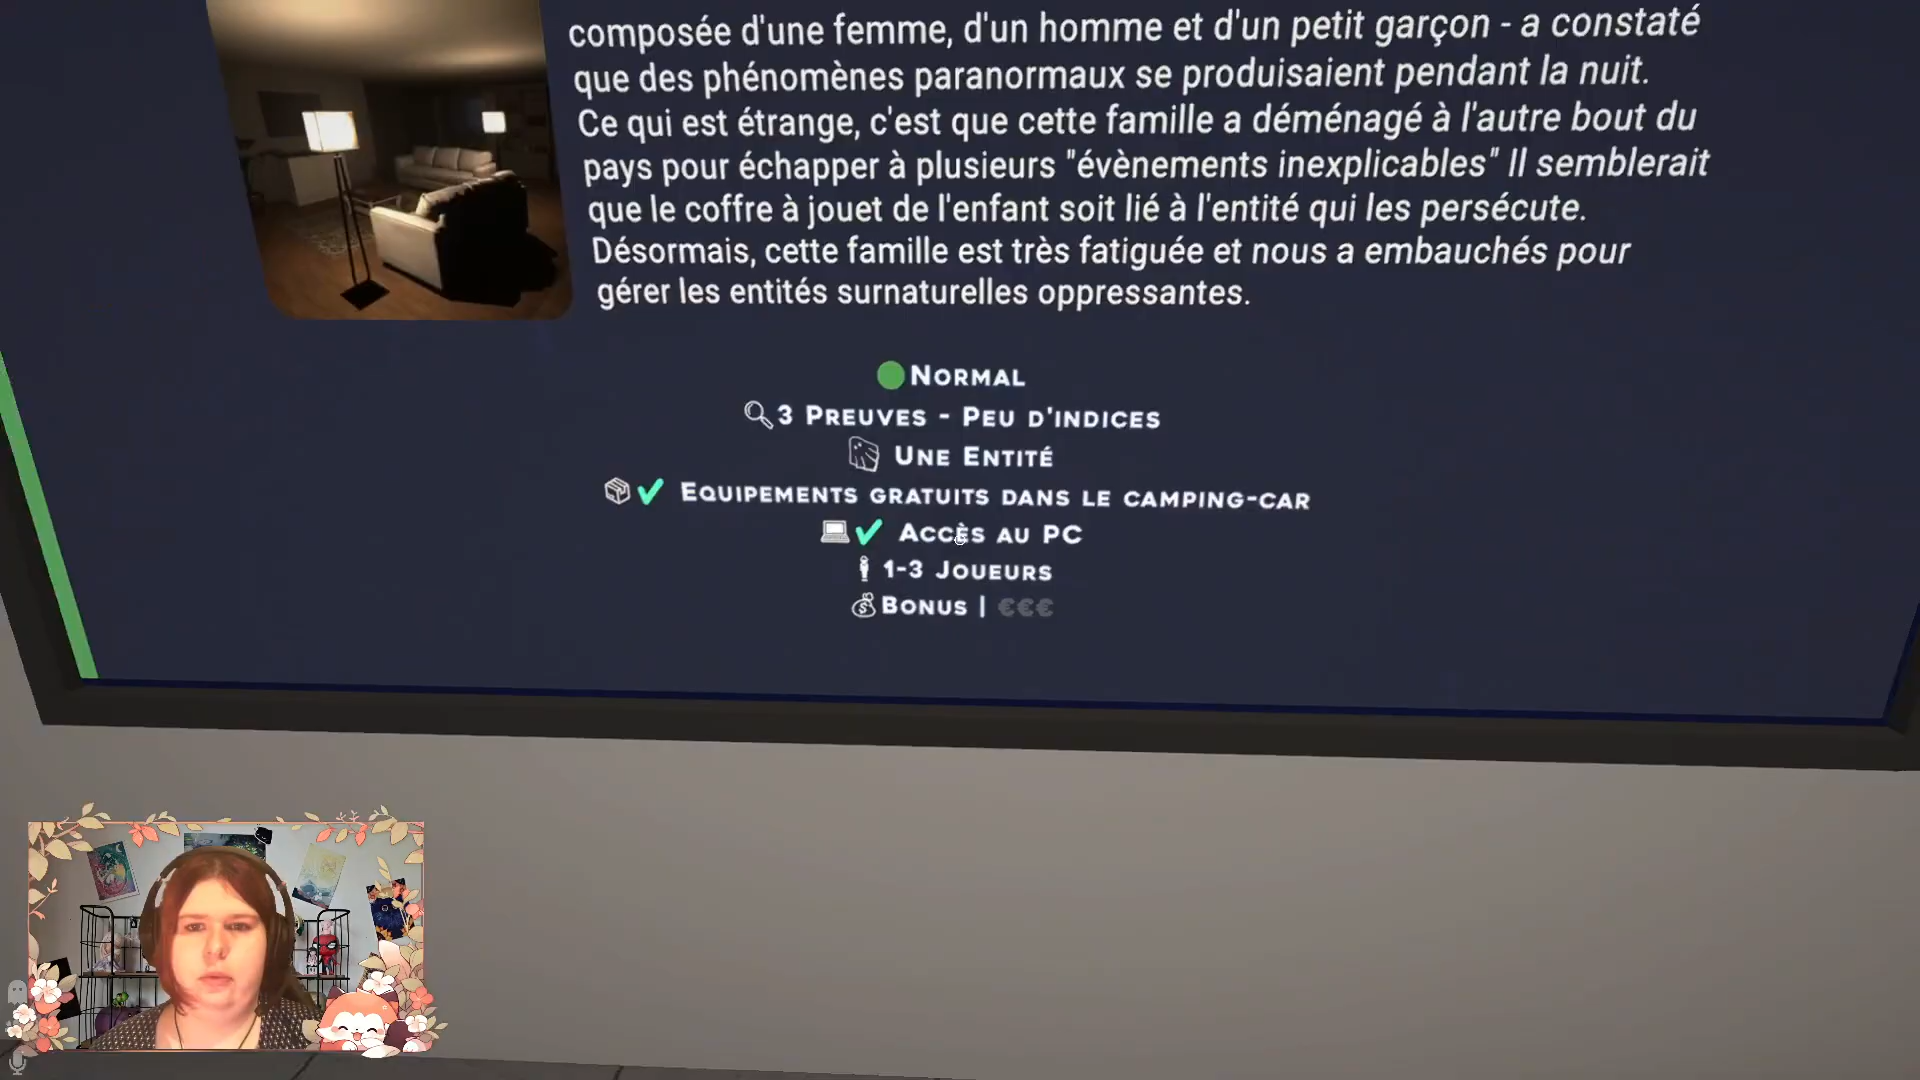 composée d'une femme, d'un homme et d'un petit garçon - a constaté
que des phénomènes paranormaux se produisaient pendant la nuit.
Ce qui est étrange, c'est que cette famille a déménagé à l'autre bout du
pays pour échapper à plusieurs "évènements inexplicables" Il semblerait
que le coffre à jouet de l'enfant soit lié à l'entité qui les persécute.
Désormais, cette famille est très fatiguée et nous a embauchés pour
gérer les entités surnaturelles oppressantes.
NORMAL
3 PREUVES - PEU D'INDICES
UNE ENTITÉ
EQUIPEMENTS GRATUITS DANS LE CAMPING-CAR
ACCÈS AU PC
1-3 JOUEURS
BONUS | €€€